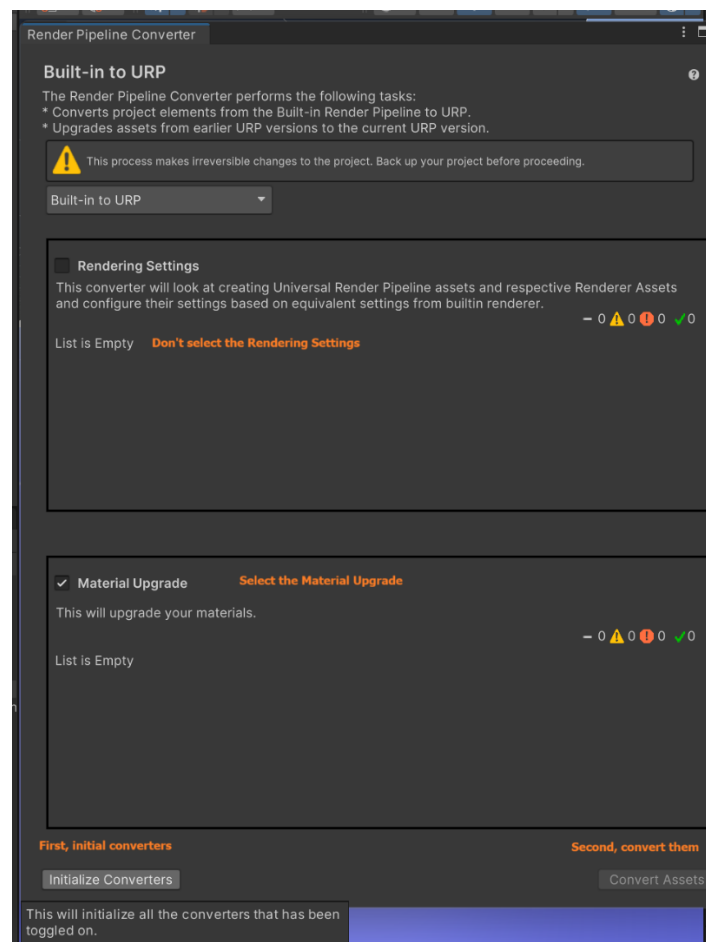 Render Pipeline Converter
Built-in to URP
The Render Pipeline Converter performs the following tasks:
* Converts project elements from the Built-in Render Pipeline to URP.
* Upgrades assets from earlier URP versions to the current URP version.
This process makes irreversible changes to the project. Back up your project before proceeding.
Built-in to URP
Rendering Settings
This converter will look at creating Universal Render Pipeline assets and respective Renderer Assets
and configure their settings based on equivalent settings from builtin renderer.
0 0 0 0
List is Empty Don't select the Rendering Settings
Material Upgrade Select the Material Upgrade
This will upgrade your materials.
0 0 0 0
List is Empty
First, initial converters Second, convert them
Initialize Converters Convert Assets
This will initialize all the converters that has been
toggled on.